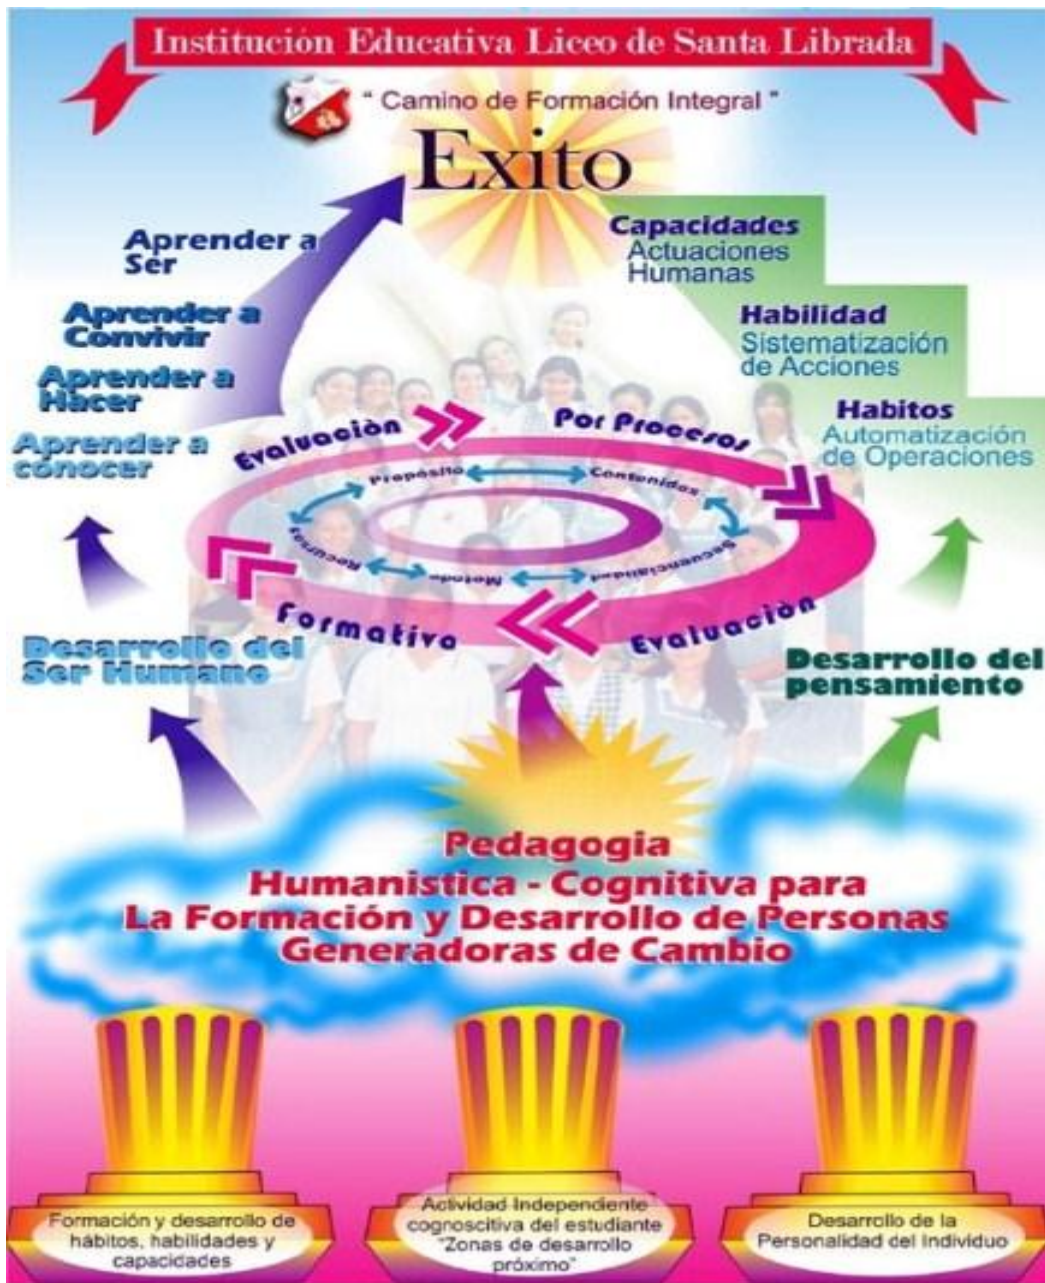 Institución Educativa Liceo de Santa Librada
" Camino de Formación Integral "
Exito
Aprender a
Ser
Aprender a
Convivir
Aprender a
Hacer
Aprender a
cónocer
Capacidades
Actuaciones
Humanas
Habilidad
Sistematización
de Acciones
Habitos
Automatización
de Operaciones
Evaluaciòn
Por Procesos
Propósito
Contenidos
Recursos
Metodo
Secuencialidad
Formativa
Evaluaciòn
Desarrollo del
Ser Humano
Desarrollo del
pensamiento
Pedagogia
Humanistica - Cognitiva para
La Formación y Desarrollo de Personas
Generadoras de Cambio
Formación y desarrollo de
hábitos, habilidades y
capacidades
Actividad Independiente
cognoscitiva del estudiante
"Zonas de desarrollo
próximo"
Desarrollo de la
Personalidad del Individuo